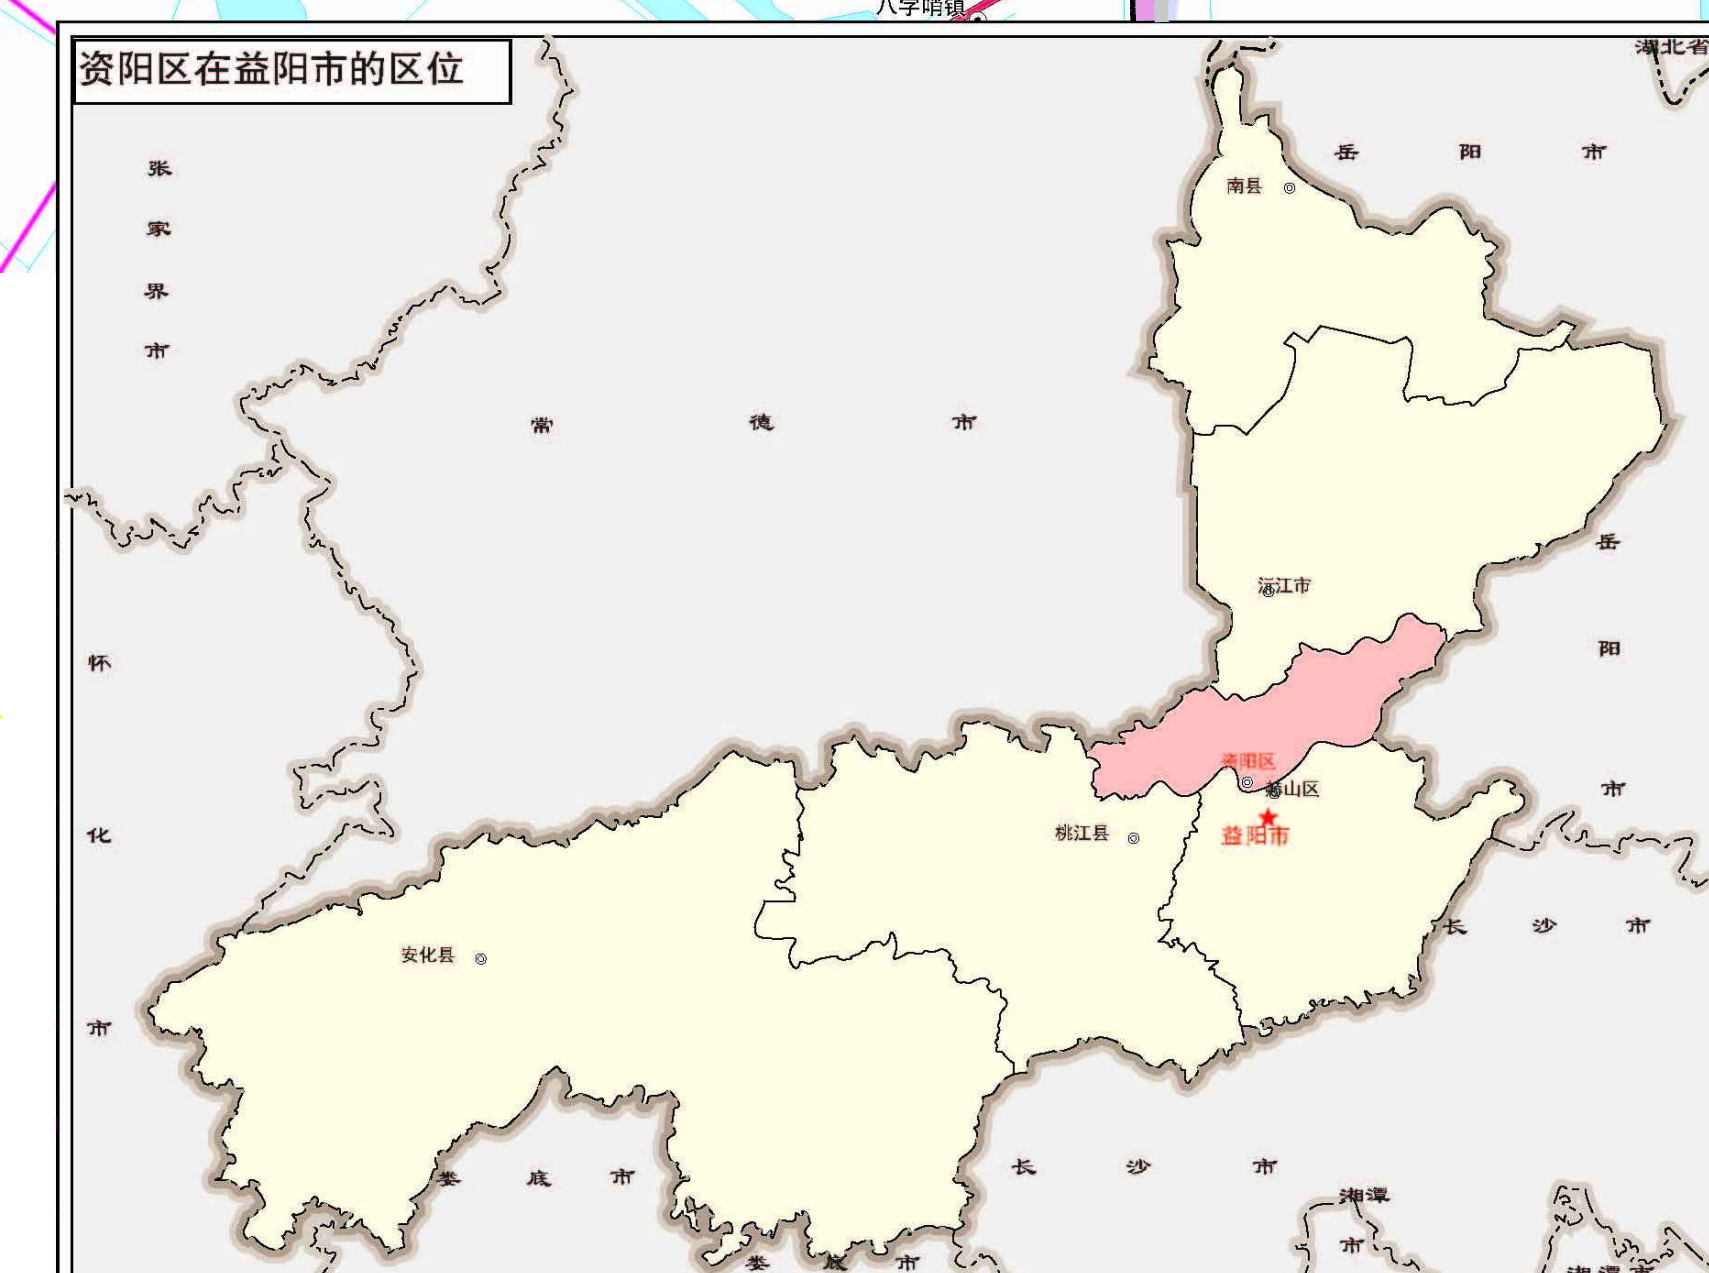 八字哨镇
资阳区在益阳市的区位
湖北省
张家界市
岳阳市
南县
常德市
岳阳市
沅江市
怀化市
资阳区
赫山区
益阳市
桃江县
安化县
长沙市
娄底市
长沙市
湘潭市
娄底市
湘潭市